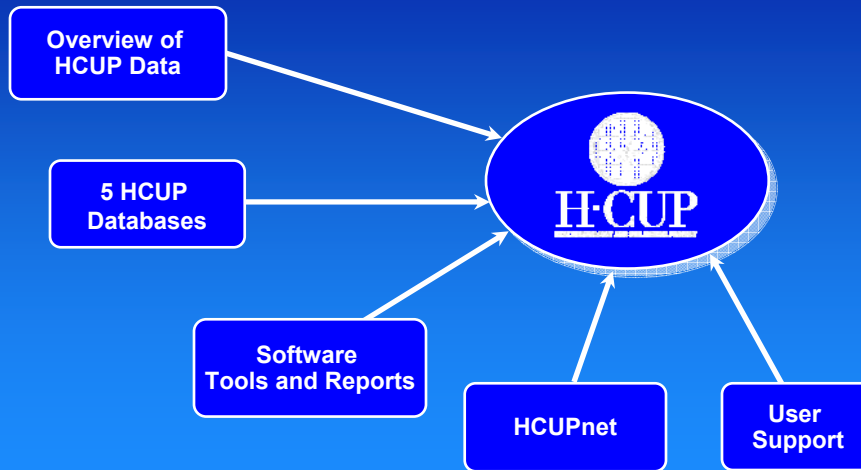 Overview of
HCUP Data
5 HCUP
Databases
Software
Tools and Reports
HCUPnet
User
Support
H·CUP